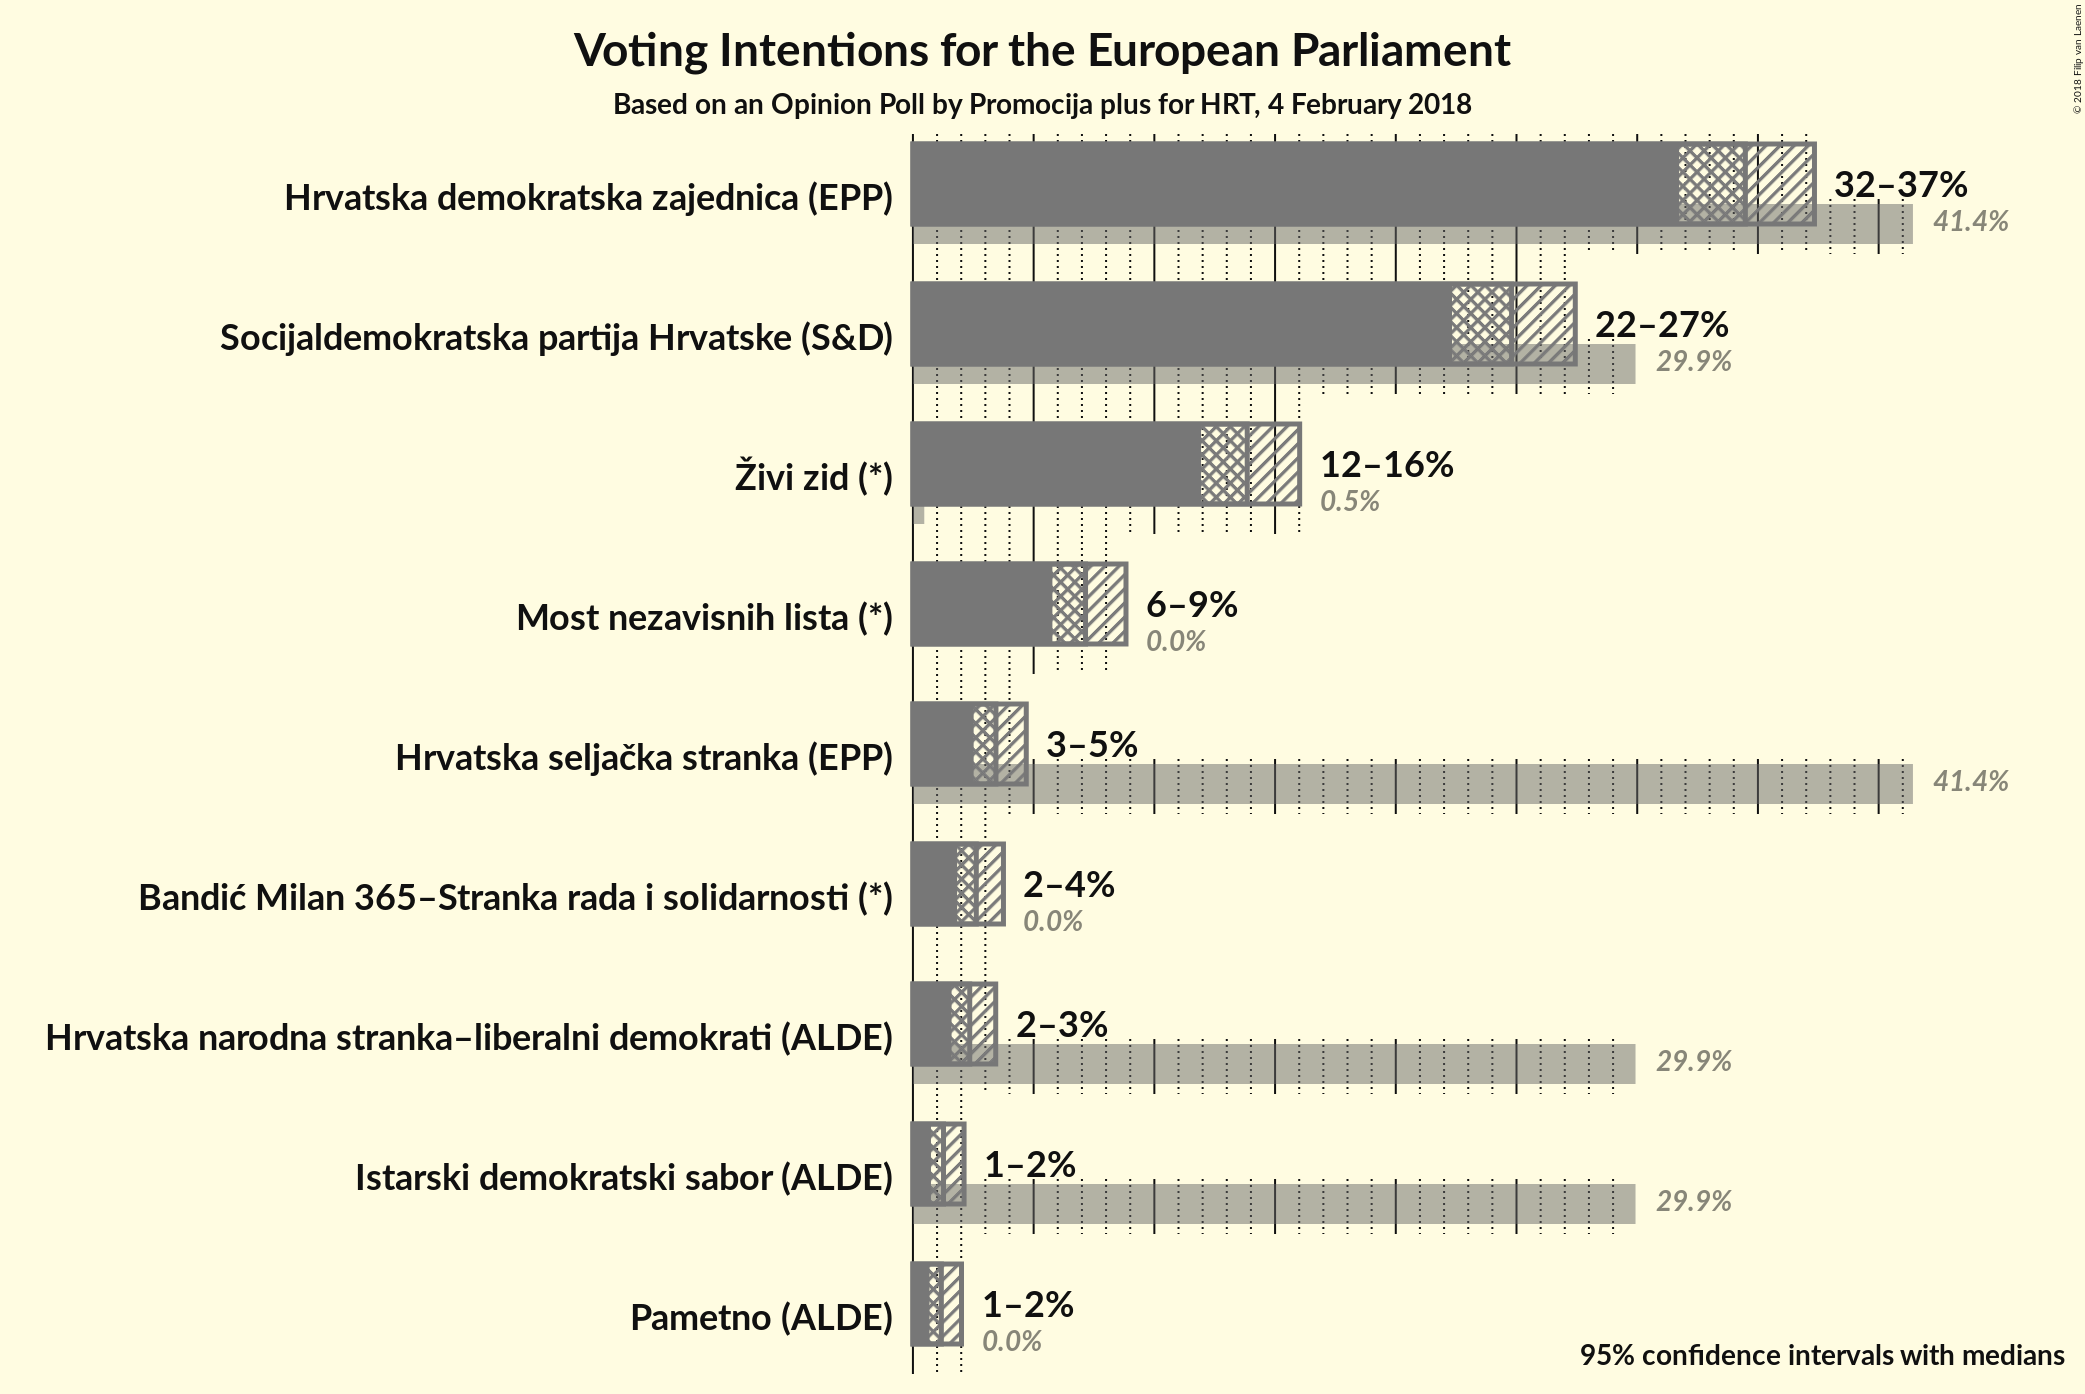 © 2018 Filip van Laenen
Voting Intentions for the European Parliament
Based on an Opinion Poll by Promocija plus for HRT, 4 February 2018
Hrvatska demokratska zajednica (EPP)
32–37%
41.4%
Socijaldemokratska partija Hrvatske (S&D)
22–27%
29.9%
Živi zid (*)
12–16%
0.5%
Most nezavisnih lista (*)
6–9%
0.0%
Hrvatska seljačka stranka (EPP)
3–5%
41.4%
Bandić Milan 365–Stranka rada i solidarnosti (*)
2–4%
0.0%
Hrvatska narodna stranka–liberalni demokrati (ALDE)
2–3%
29.9%
Istarski demokratski sabor (ALDE)
1–2%
29.9%
Pametno (ALDE)
1–2%
0.0%
95% confidence intervals with medians